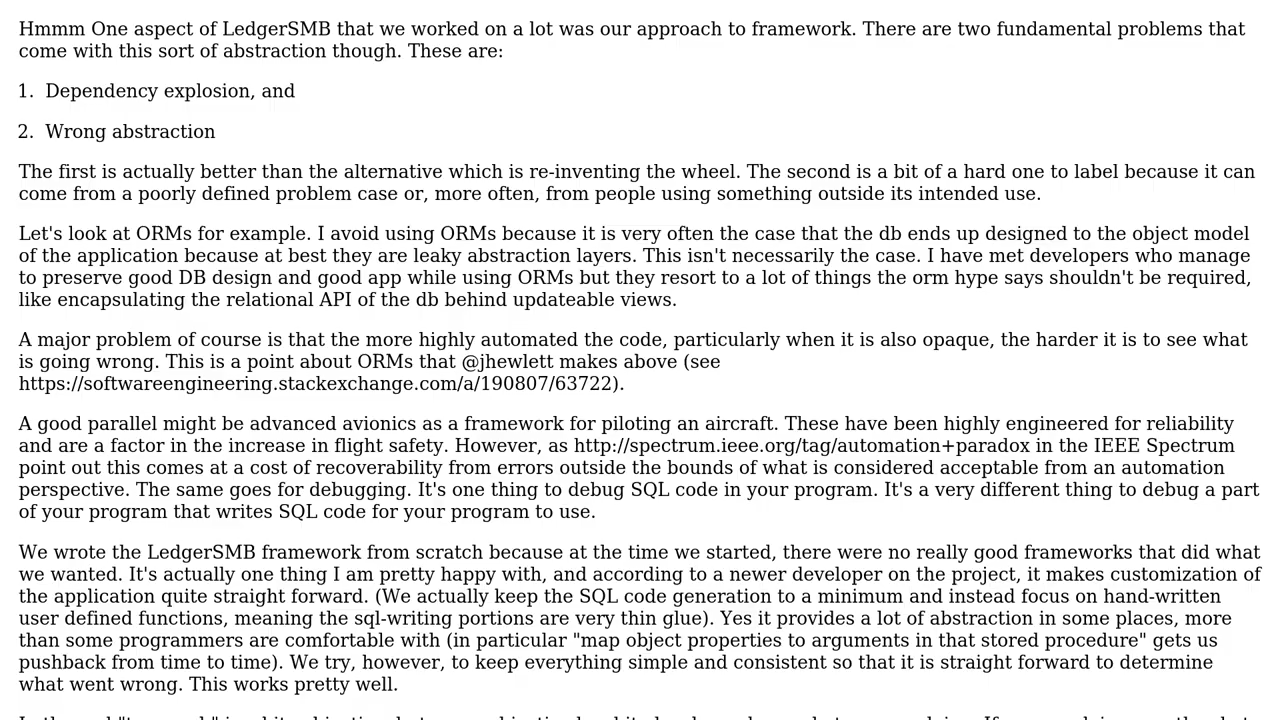 Hmmm One aspect of LedgerSMB that we worked on a lot was our approach to framework. There are two fundamental problems that
come with this sort of abstraction though. These are:
1. Dependency explosion, and
2. Wrong abstraction
The first is actually better than the alternative which is re-inventing the wheel. The second is a bit of a hard one to label because it can
come from a poorly defined problem case or, more often, from people using something outside its intended use.
Let's look at ORMs for example. I avoid using ORMs because it is very often the case that the db ends up designed to the object model
of the application because at best they are leaky abstraction layers. This isn't necessarily the case. I have met developers who manage
to preserve good DB design and good app while using ORMs but they resort to a lot of things the orm hype says shouldn't be required,
like encapsulating the relational API of the db behind updateable views.
A major problem of course is that the more highly automated the code, particularly when it is also opaque, the harder it is to see what
is going wrong. This is a point about ORMs that @jhewlett makes above (see
https://softwareengineering.stackexchange.com/a/190807/63722).
A good parallel might be advanced avionics as a framework for piloting an aircraft. These have been highly engineered for reliability
and are a factor in the increase in flight safety. However, as http://spectrum.ieee.org/tag/automation+paradox in the IEEE Spectrum
point out this comes at a cost of recoverability from errors outside the bounds of what is considered acceptable from an automation
perspective. The same goes for debugging. It's one thing to debug SQL code in your program. It's a very different thing to debug a part
of your program that writes SQL code for your program to use.
We wrote the LedgerSMB framework from scratch because at the time we started, there were no really good frameworks that did what
we wanted. It's actually one thing I am pretty happy with, and according to a newer developer on the project, it makes customization of
the application quite straight forward. (We actually keep the SQL code generation to a minimum and instead focus on hand-written
user defined functions, meaning the sql-writing portions are very thin glue). Yes it provides a lot of abstraction in some places, more
than some programmers are comfortable with (in particular "map object properties to arguments in that stored procedure" gets us
pushback from time to time). We try, however, to keep everything simple and consistent so that it is straight forward to determine
what went wrong. This works pretty well.